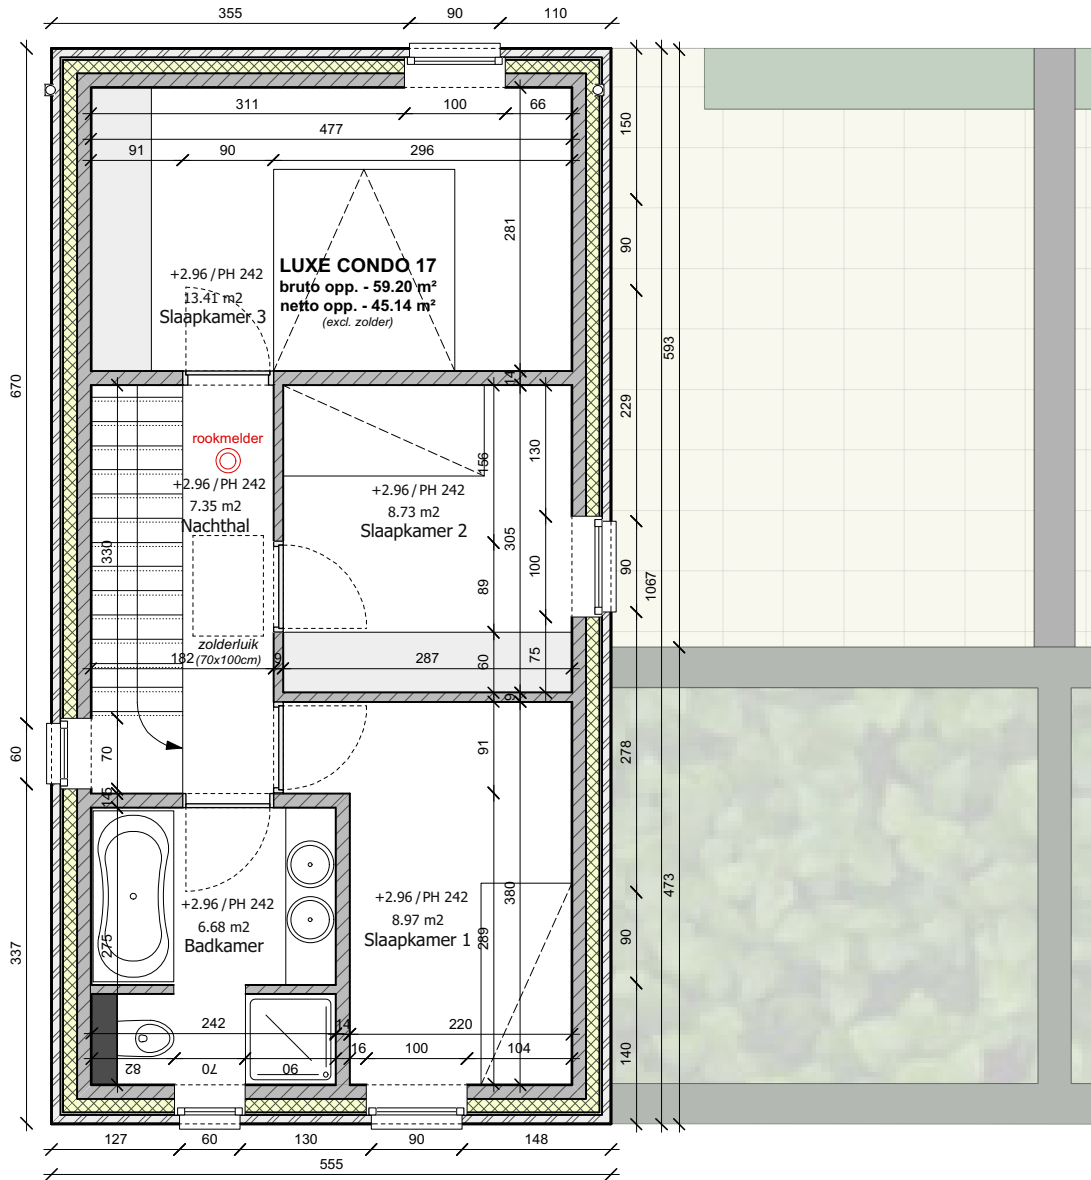 355 90 110
311 100 66
477
91 90 296
281
150
90
593
229
670
+2.96 / PH 242
13.41 m2
Slaapkamer 3
LUXE CONDO 17
bruto opp. - 59.20 m²
netto opp. - 45.14 m²
(excl. zolder)
14
rookmelder
+2.96 / PH 242
7.35 m2
Nachthal
156
130
+2.96 / PH 242
8.73 m2
Slaapkamer 2
330
305
100
89
90
1067
zolderluik
(70x100cm)
182
287
60
75
9
60
70
91
278
14
473
+2.96 / PH 242
6.68 m2
Badkamer
275
+2.96 / PH 242
8.97 m2
Slaapkamer 1
380
289
337
90
242 14 220
82 70 90
16 100 104
140
127 60 130 90 148
555